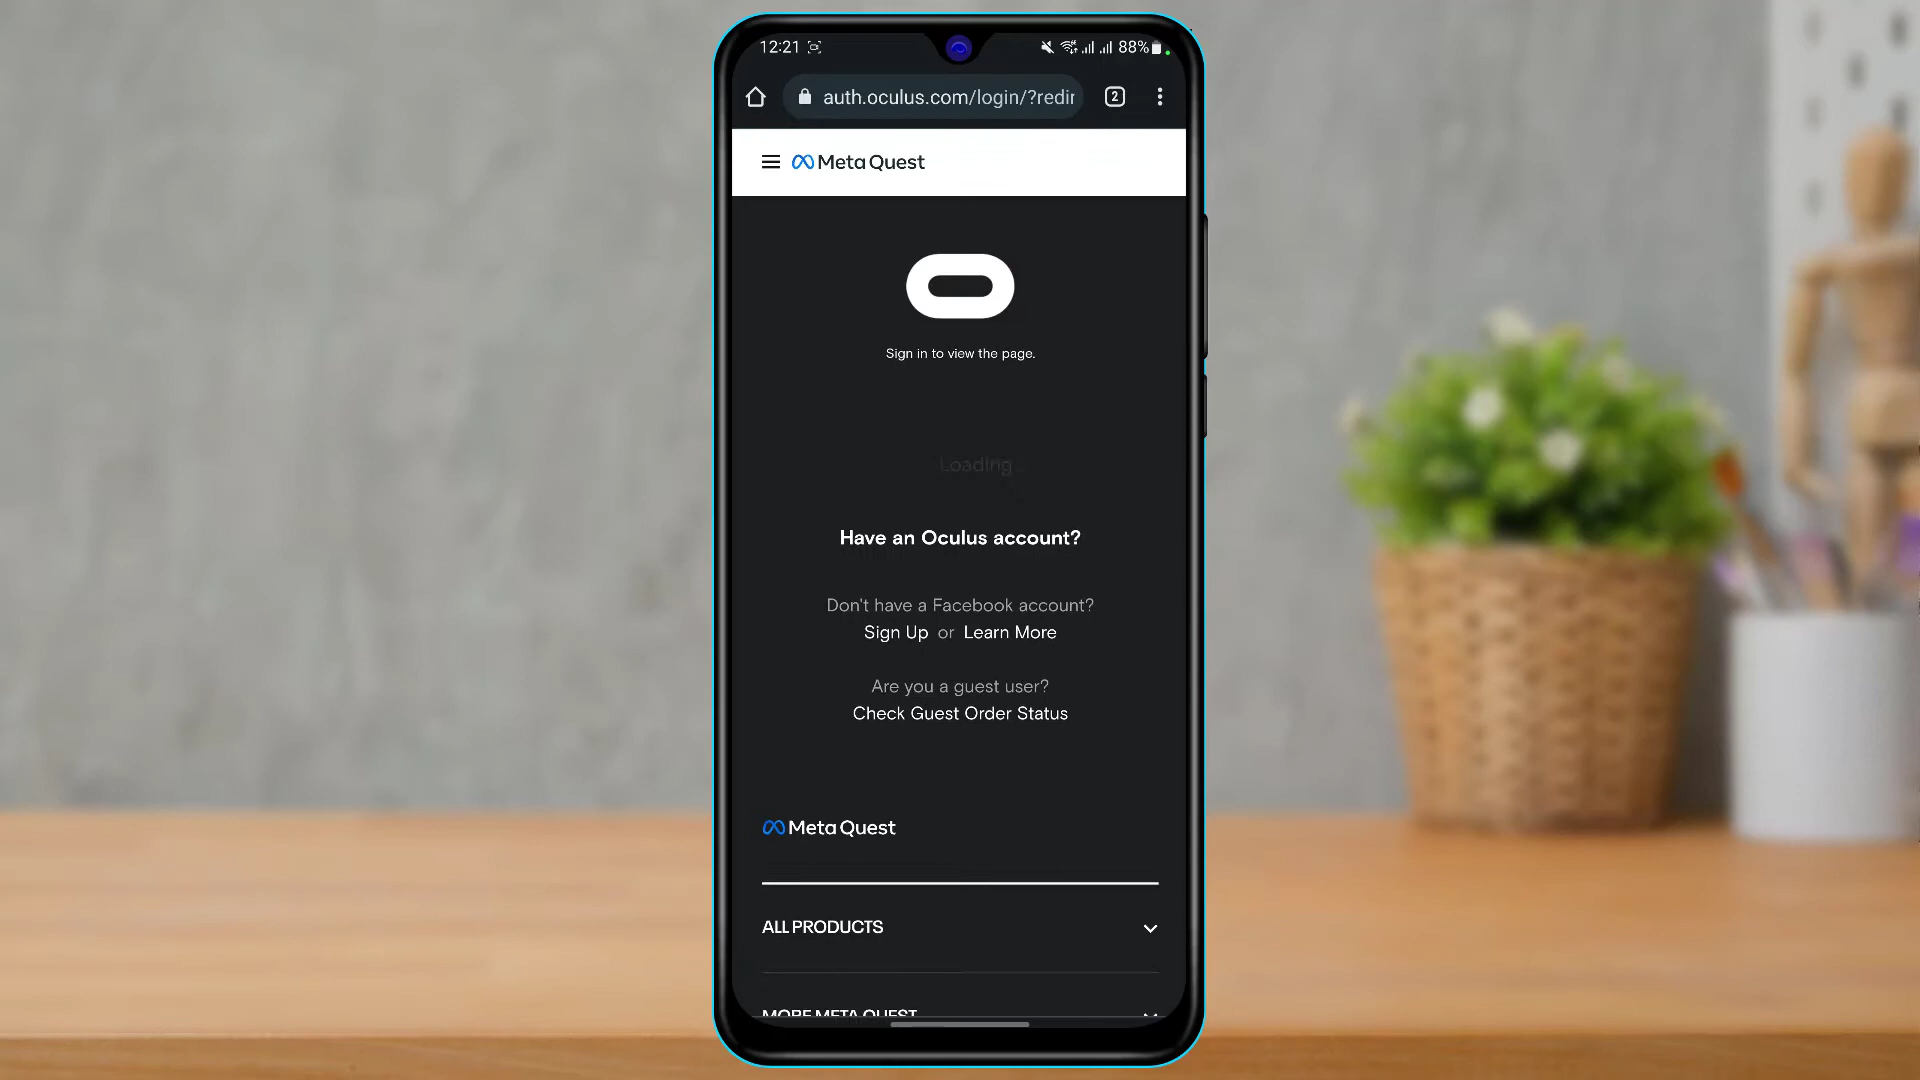 12:21
88%
auth.oculus.com/login/?redir
2
Meta Quest
Sign in to view the page.
Loading
Have an Oculus account?
Don't have a Facebook account?
Sign Up or Learn More
Are you a guest user?
Check Guest Order Status
Meta Quest
ALL PRODUCTS
MORE META QUEST